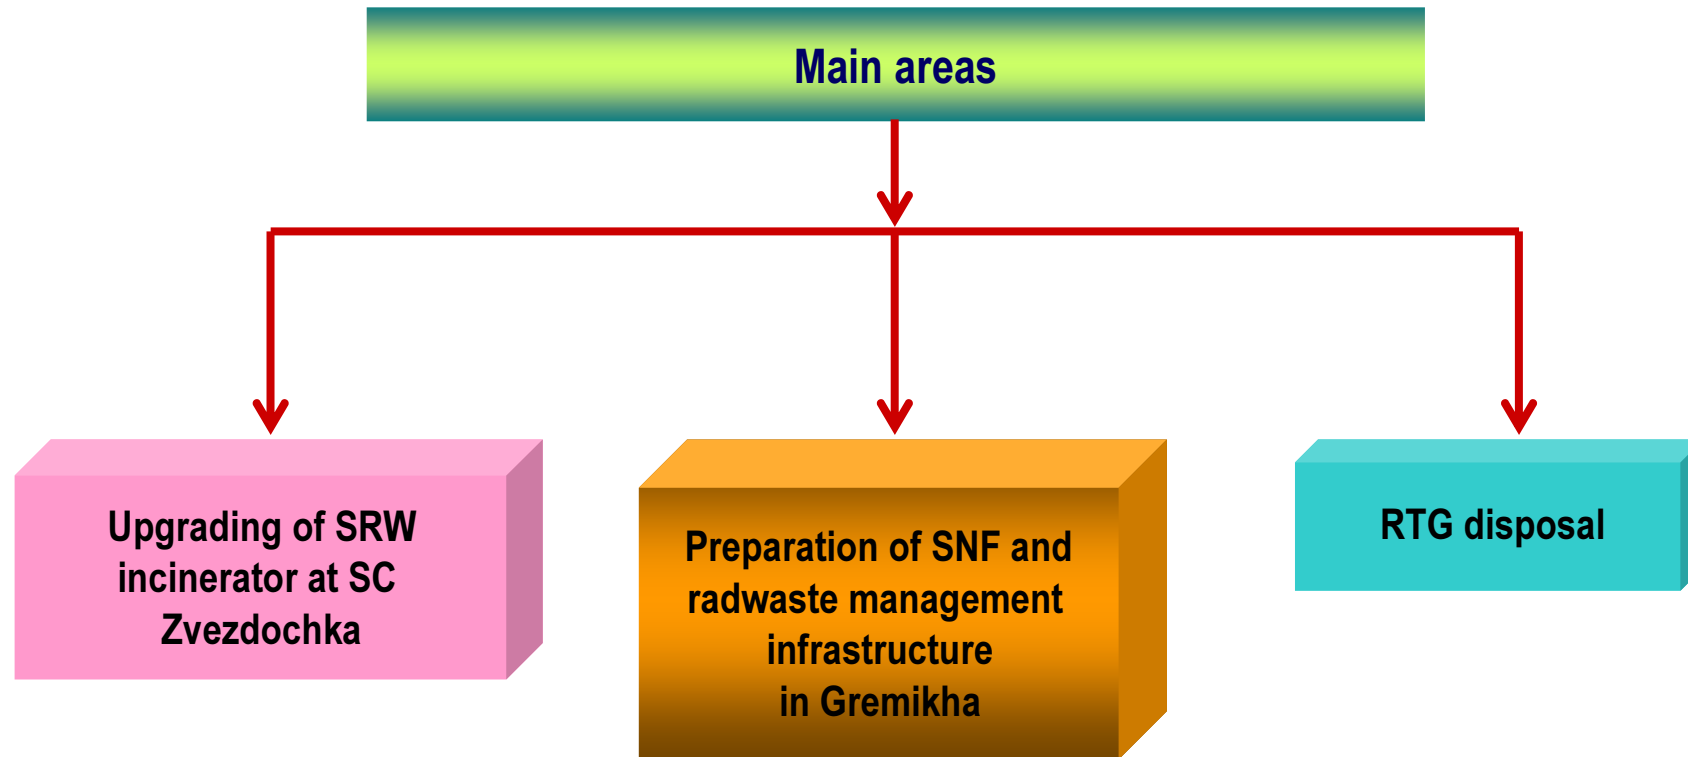 Main areas
Upgrading of SRW
incinerator at SC
Zvezdochka
Preparation of SNF and
radwaste management
infrastructure
in Gremikha
RTG disposal